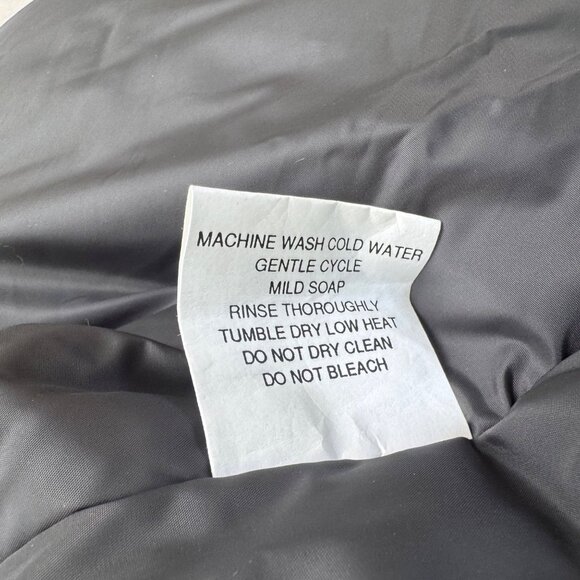 MACHINE WASH COLD WATER
GENTLE CYCLE
MILD SOAP
RINSE THOROUGHLY
TUMBLE DRY LOW HEAT
DO NOT DRY CLEAN
DO NOT BLEACH